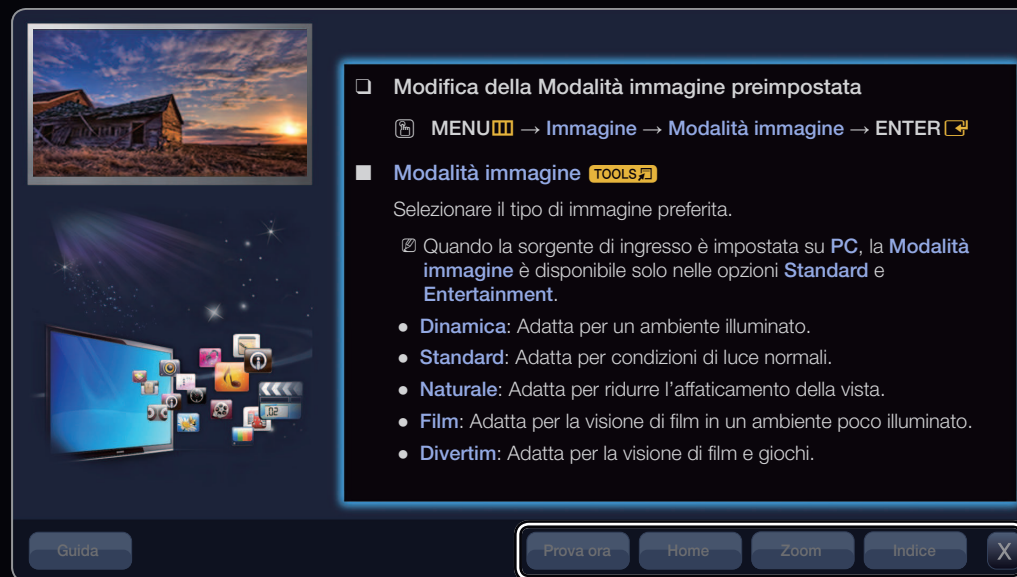 Modifica della Modalità immagine preimpostata
MENU → Immagine → Modalità immagine → ENTER
Modalità immagine TOOLS
Selezionare il tipo di immagine preferita.
Quando la sorgente di ingresso è impostata su PC, la Modalità
immagine è disponibile solo nelle opzioni Standard e
Entertainment.
● Dinamica: Adatta per un ambiente illuminato.
● Standard: Adatta per condizioni di luce normali.
● Naturale: Adatta per ridurre l’affaticamento della vista.
● Film: Adatta per la visione di film in un ambiente poco illuminato.
● Divertim: Adatta per la visione di film e giochi.
.02
Guida Prova ora Home Zoom Indice X